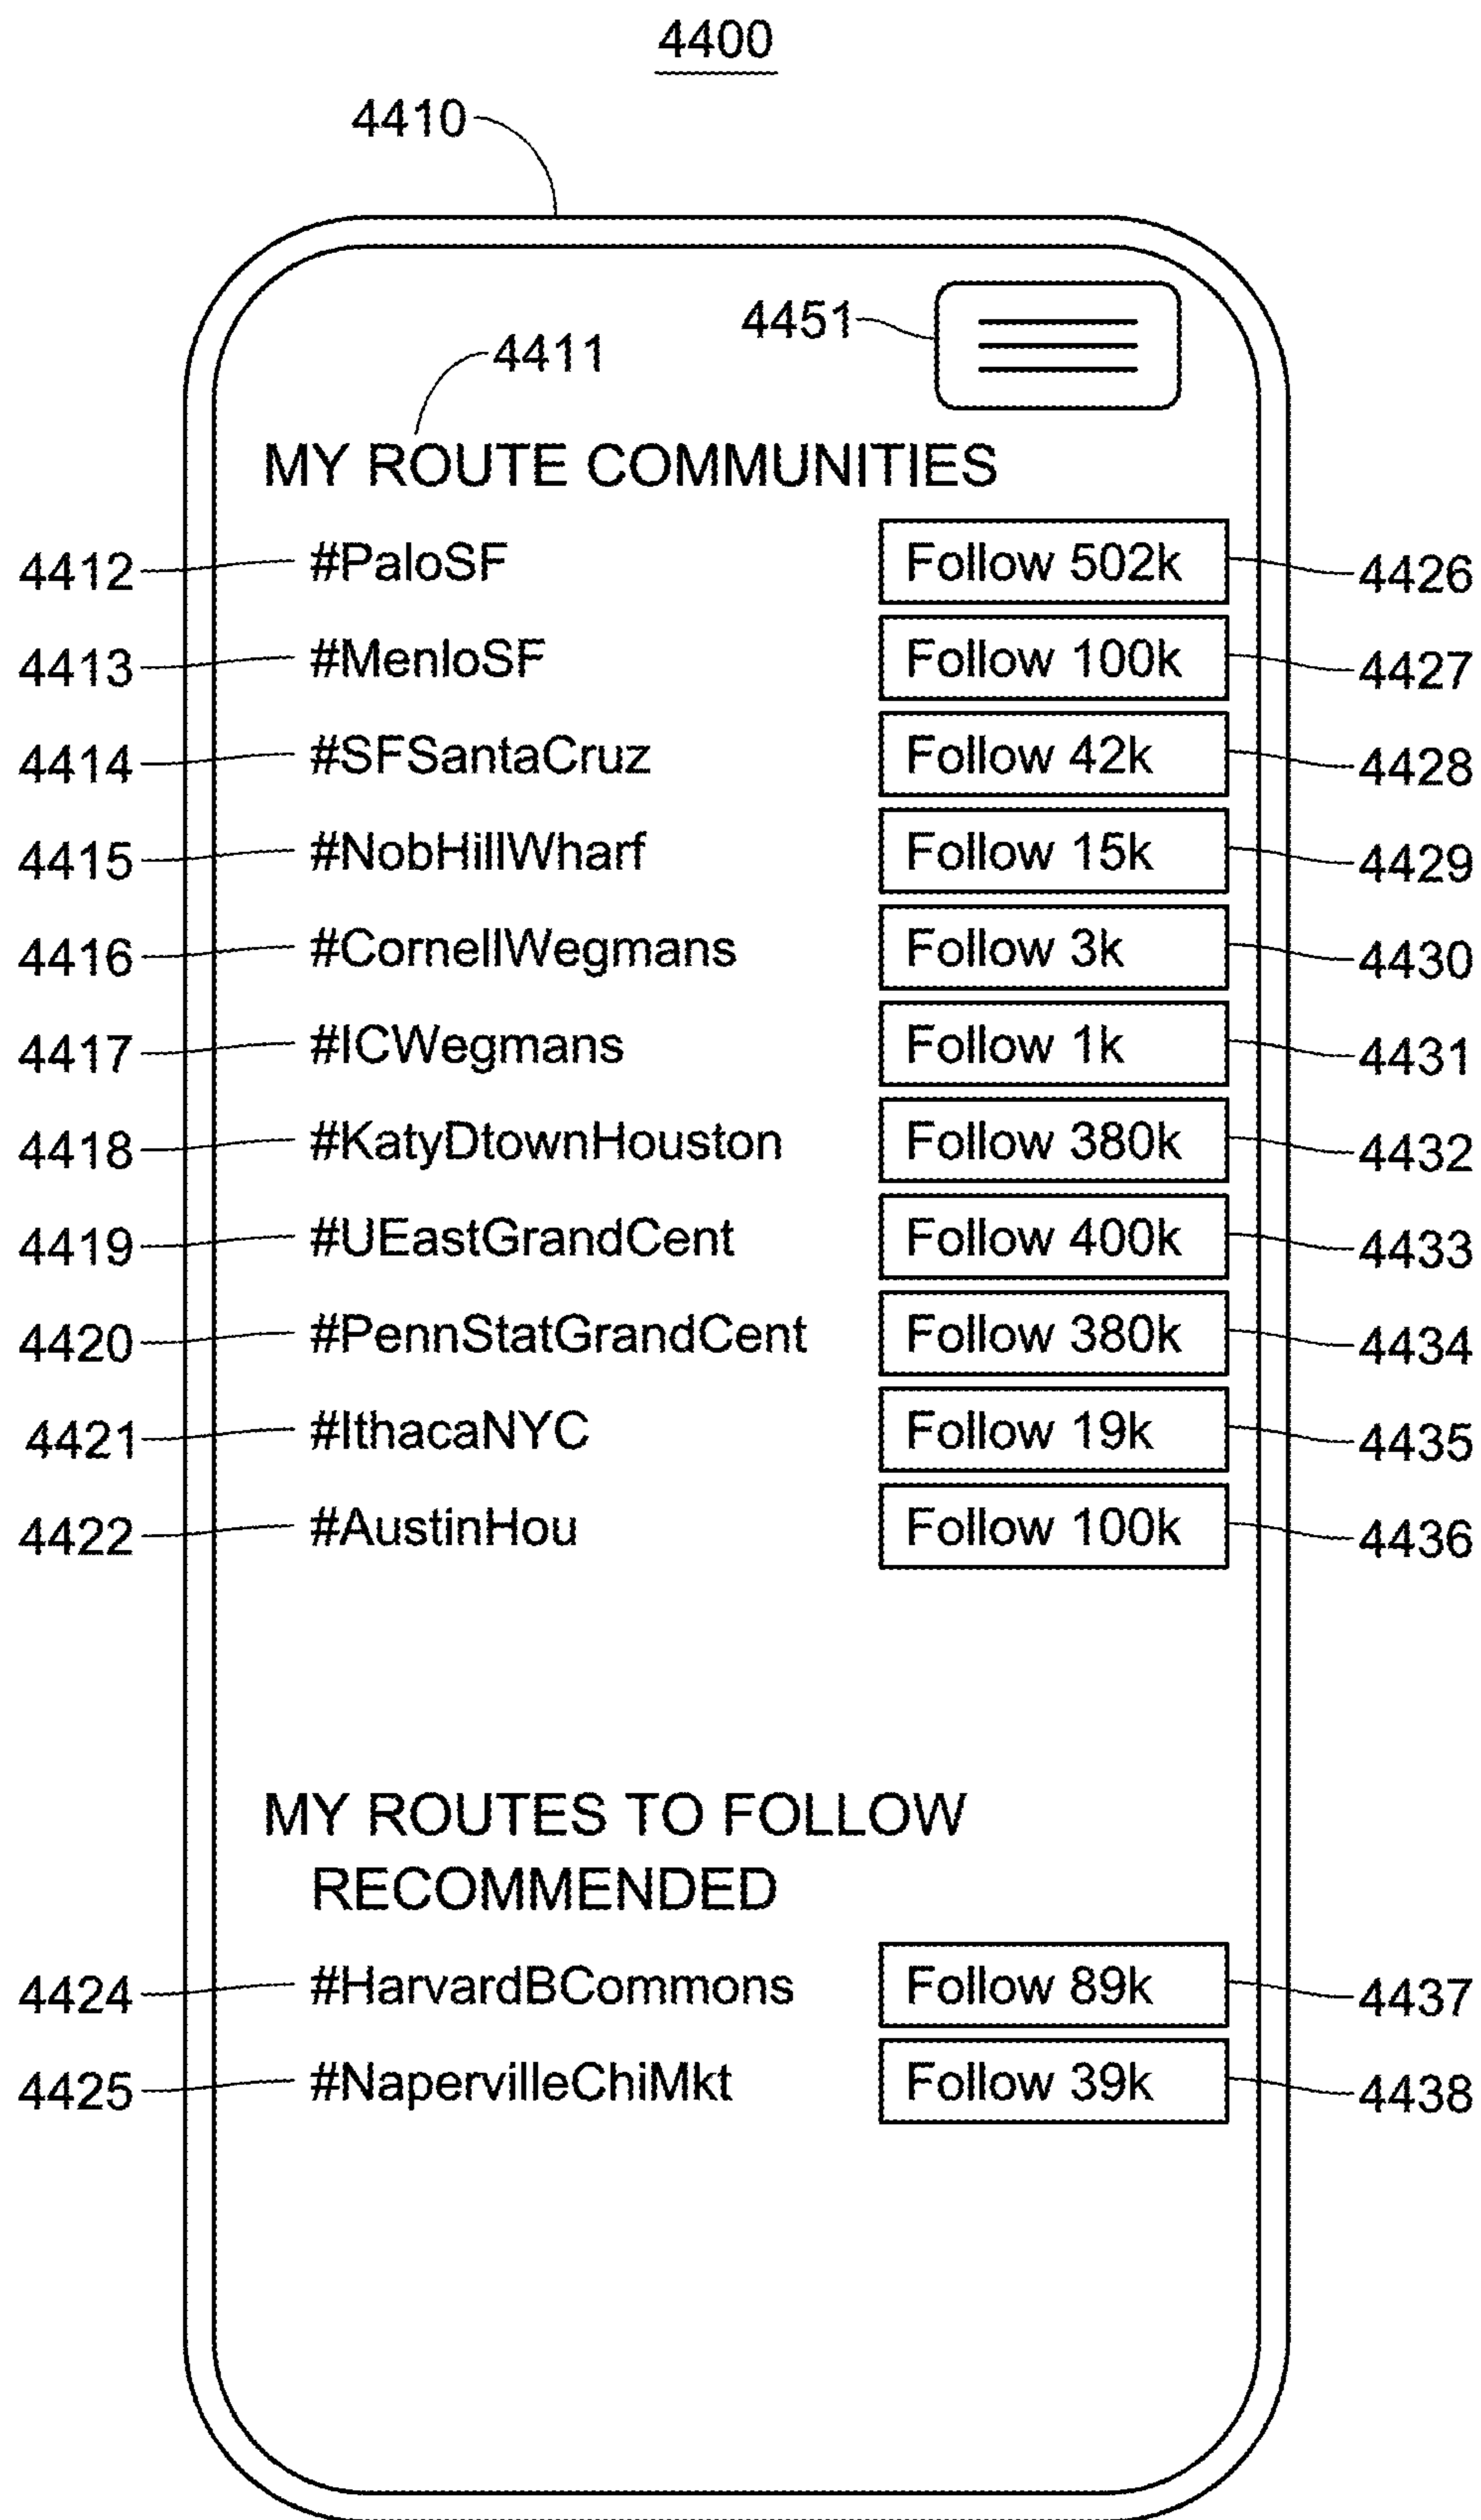 4400
4410
4451
4411
MY ROUTE COMMUNITIES
4412 #PaloSF Follow 502k 4426
4413 #MenloSF Follow 100k 4427
4414 #SFSantaCruz Follow 42k 4428
4415 #NobHillWharf Follow 15k 4429
4416 #CornellWegmans Follow 3k 4430
4417 #ICWegmans Follow 1k 4431
4418 #KatyDtownHouston Follow 380k 4432
4419 #UEastGrandCent Follow 400k 4433
4420 #PennStatGrandCent Follow 380k 4434
4421 #IthacaNYC Follow 19k 4435
4422 #AustinHou Follow 100k 4436
MY ROUTES TO FOLLOW
RECOMMENDED
4424 #HarvardBCommons Follow 89k 4437
4425 #NapervilleChiMkt Follow 39k 4438